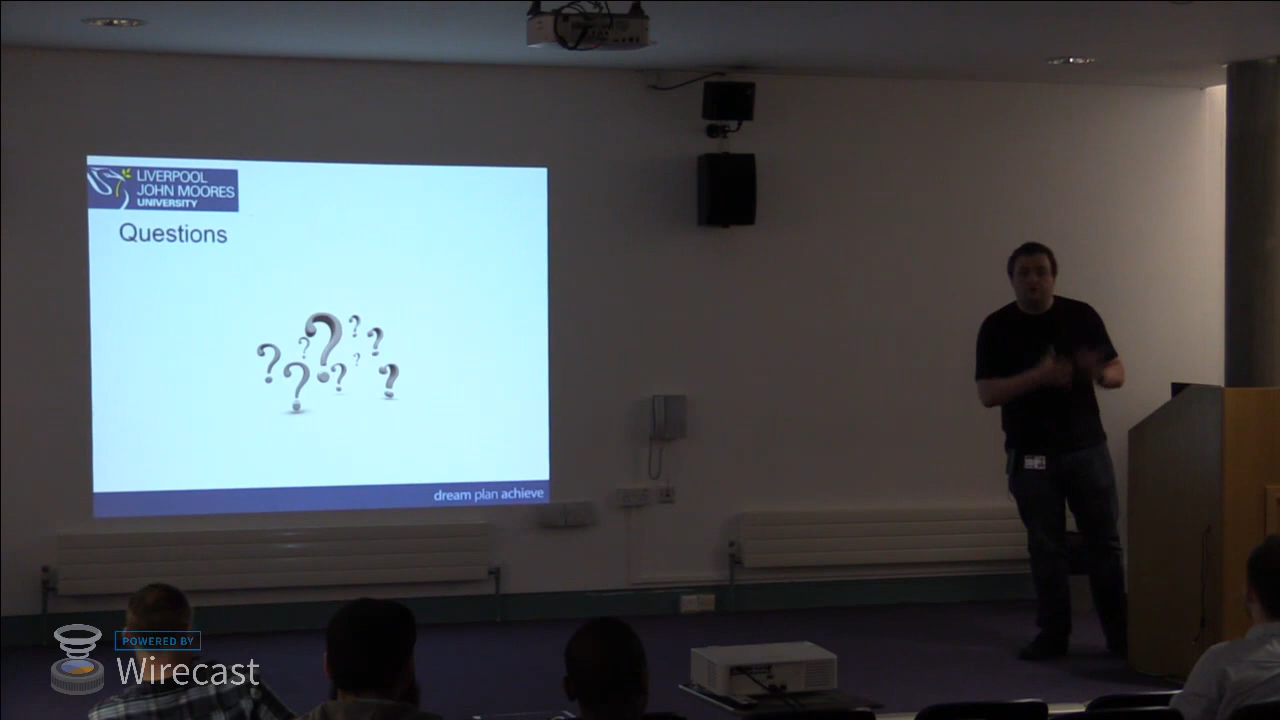 LIVERPOOL
JOHN MOORES
UNIVERSITY
Questions
dream plan achieve
POWERED BY
Wirecast